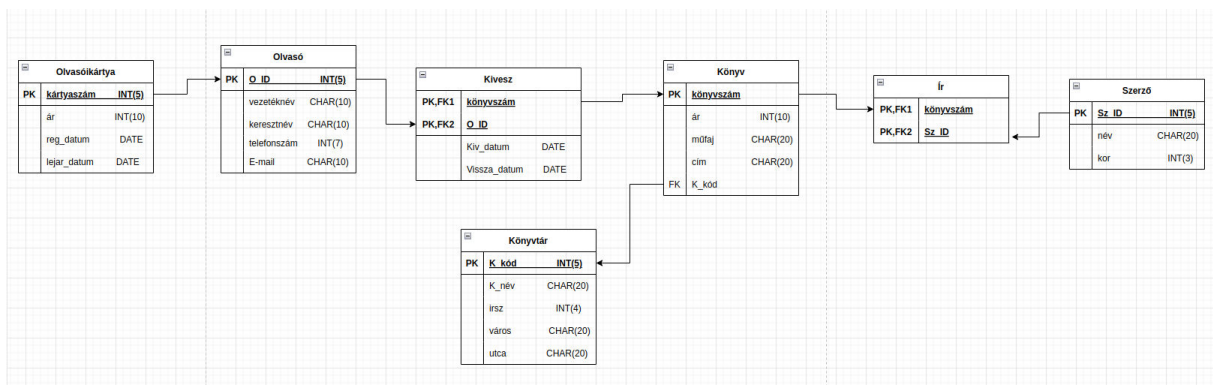 Olvasóikártya
PK kártyaszám INT(5)
ár INT(10)
reg_datum DATE
lejar_datum DATE
Olvasó
PK O_ID INT(5)
vezetéknév CHAR(10)
keresztnév CHAR(10)
telefonszám INT(7)
E-mail CHAR(10)
Kivesz
PK,FK1 könyvszám
PK,FK2 O_ID
Kiv_datum DATE
Vissza_datum DATE
Könyv
PK könyvszám
ár INT(10)
műfaj CHAR(20)
cím CHAR(20)
FK K_kód
Ír
PK,FK1 könyvszám
PK,FK2 Sz_ID
Szerző
PK Sz_ID INT(5)
név CHAR(20)
kor INT(3)
Könyvtár
PK K_kód INT(5)
K_név CHAR(20)
irsz INT(4)
város CHAR(20)
utca CHAR(20)